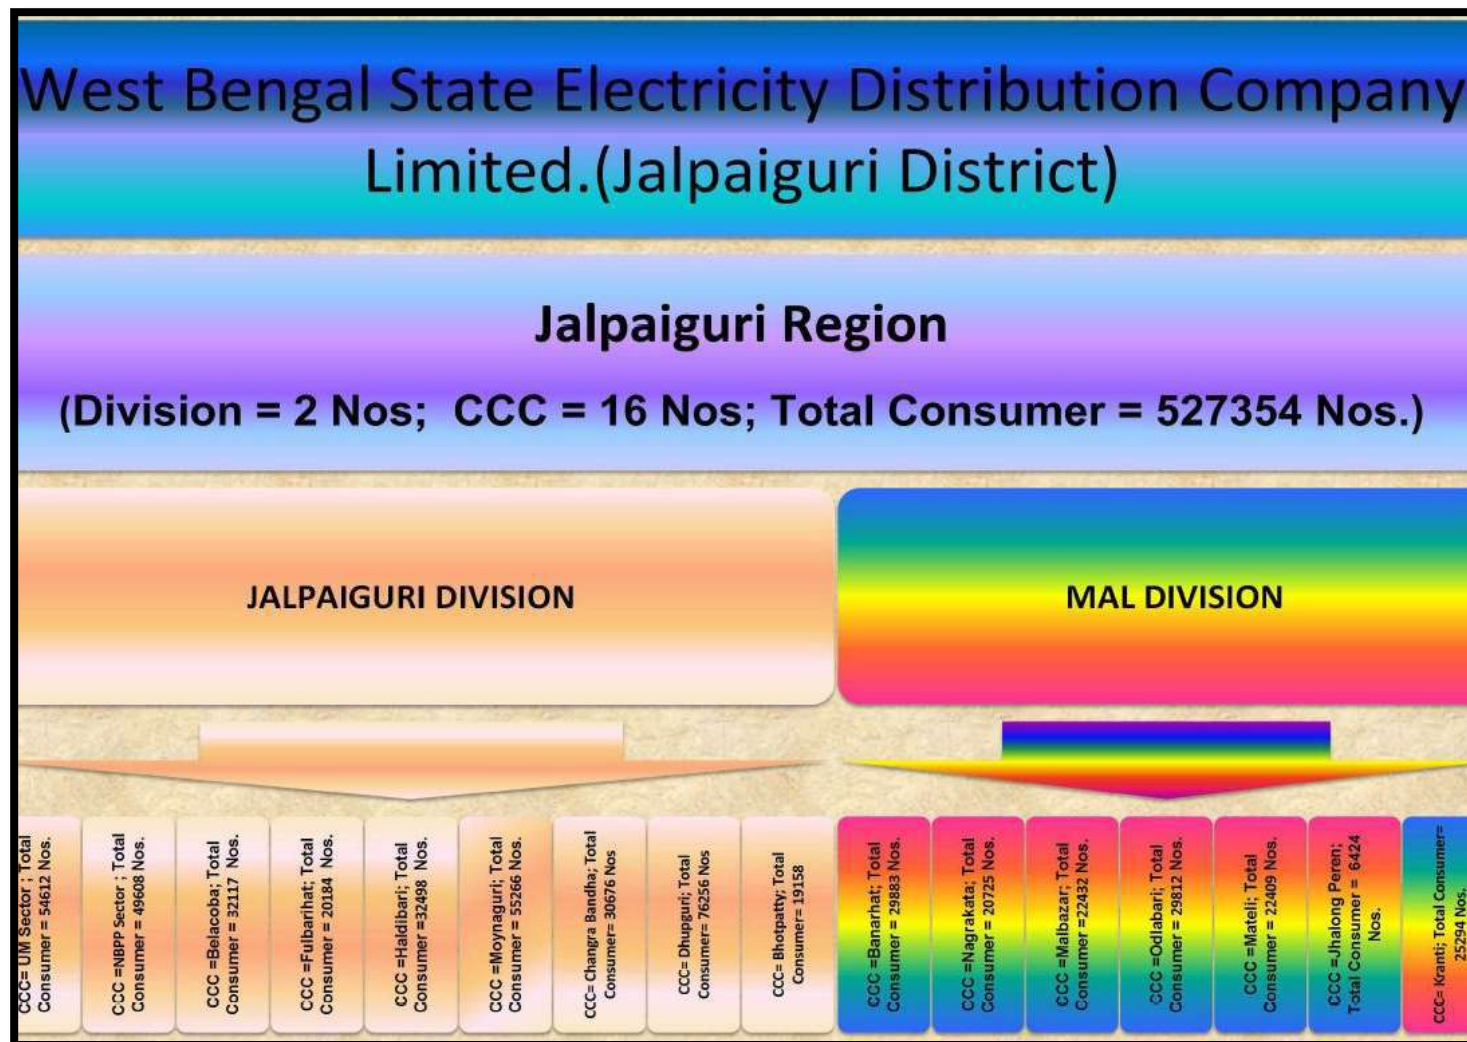 West Bengal State Electricity Distribution Company
Limited.(Jalpaiguri District)
Jalpaiguri Region
(Division = 2 Nos;  CCC = 16 Nos; Total Consumer = 527354 Nos.)
JALPAIGURI DIVISION
MAL DIVISION
CCC= UM Sector ; Total
Consumer = 54612 Nos.
CCC =NBPP Sector ; Total
Consumer = 49608 Nos.
CCC =Belacoba; Total
Consumer = 32117 Nos.
CCC =Fulbarihat; Total
Consumer = 20184 Nos.
CCC =Haldibari; Total
Consumer =32498 Nos.
CCC =Moynaguri; Total
Consumer = 55266 Nos.
CCC= Changra Bandha; Total
Consumer= 30676 Nos
CCC= Dhupguri; Total
Consumer= 76256 Nos
CCC= Bhotpatty; Total
Consumer= 19158
CCC =Banarhat; Total
Consumer = 29883 Nos.
CCC =Nagrakata; Total
Consumer = 20725 Nos.
CCC =Malbazar; Total
Consumer =22432 Nos.
CCC =Odlabari; Total
Consumer = 29812 Nos.
CCC =Mateli; Total
Consumer = 22409 Nos.
CCC =Jhalong Peren;
Total Consumer = 6424
Nos.
CCC= Kranti; Total Consumer=
25294 Nos.